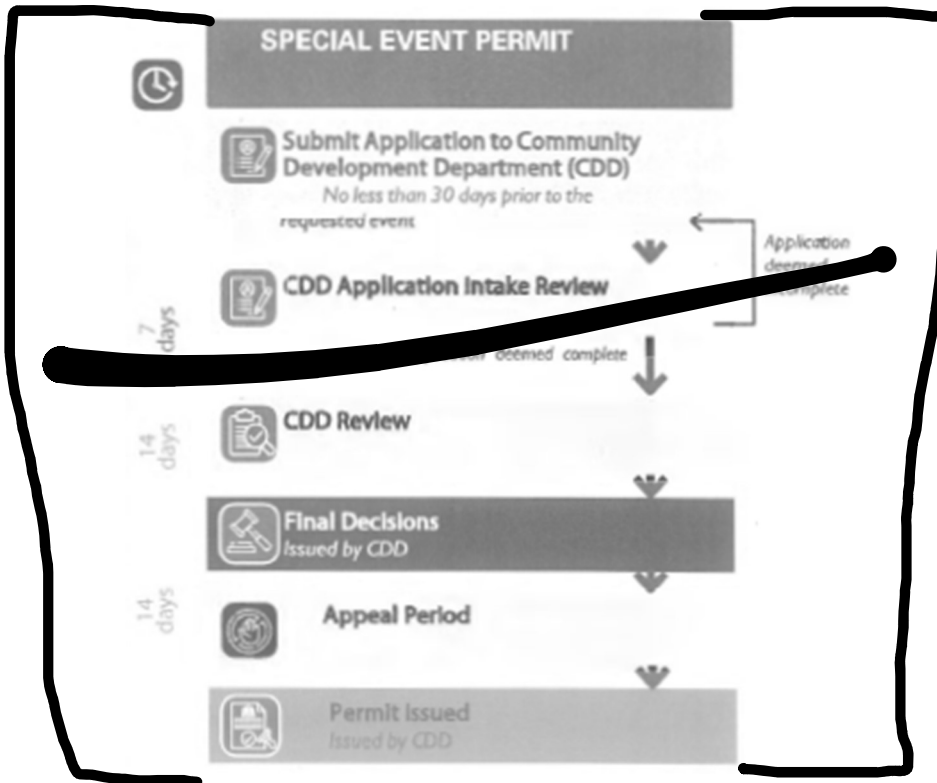 SPECIAL EVENT PERMIT
Submit Application to Community
Development Department (CDD)
No less than 30 days prior to the
requested event
Application
deemed
CDD Application Intake Review
7
days
deemed complete
14
days
CDD Review
Final Decisions
Issued by CDD
14
days
Appeal Period
Permit Issued
Issued by CDD